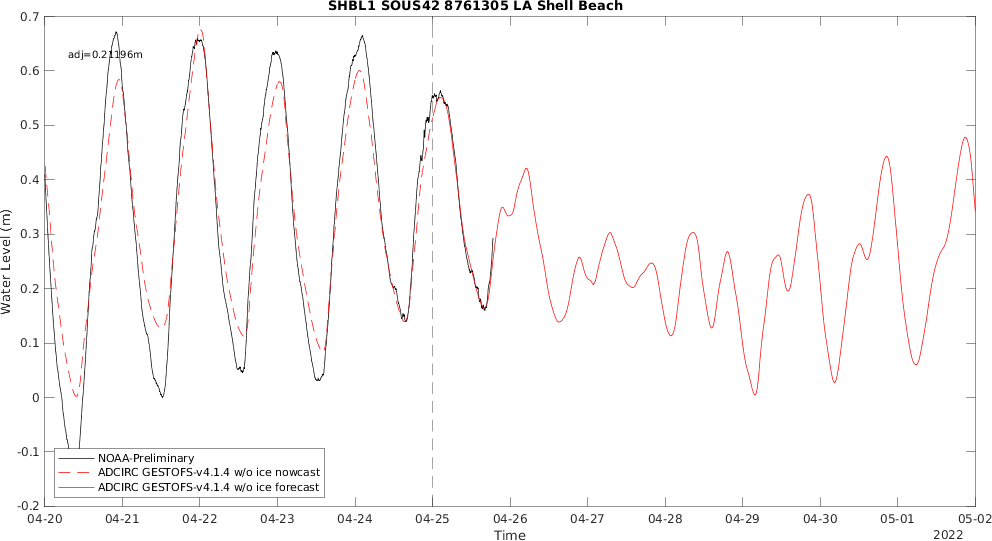 SHBL1 SOUS42 8761305 LA Shell Beach
0.7
0.6
0.5
0.4
0.3
0.2
0.1
0
-0.1
-0.2
Water Level (m)
adj=0.21196m
NOAA-Preliminary
ADCIRC GESTOFS-v4.1.4 w/o ice nowcast
ADCIRC GESTOFS-v4.1.4 w/o ice forecast
04-20 04-21 04-22 04-23 04-24 04-25 04-26 04-27 04-28 04-29 04-30 05-01 05-02
Time
2022